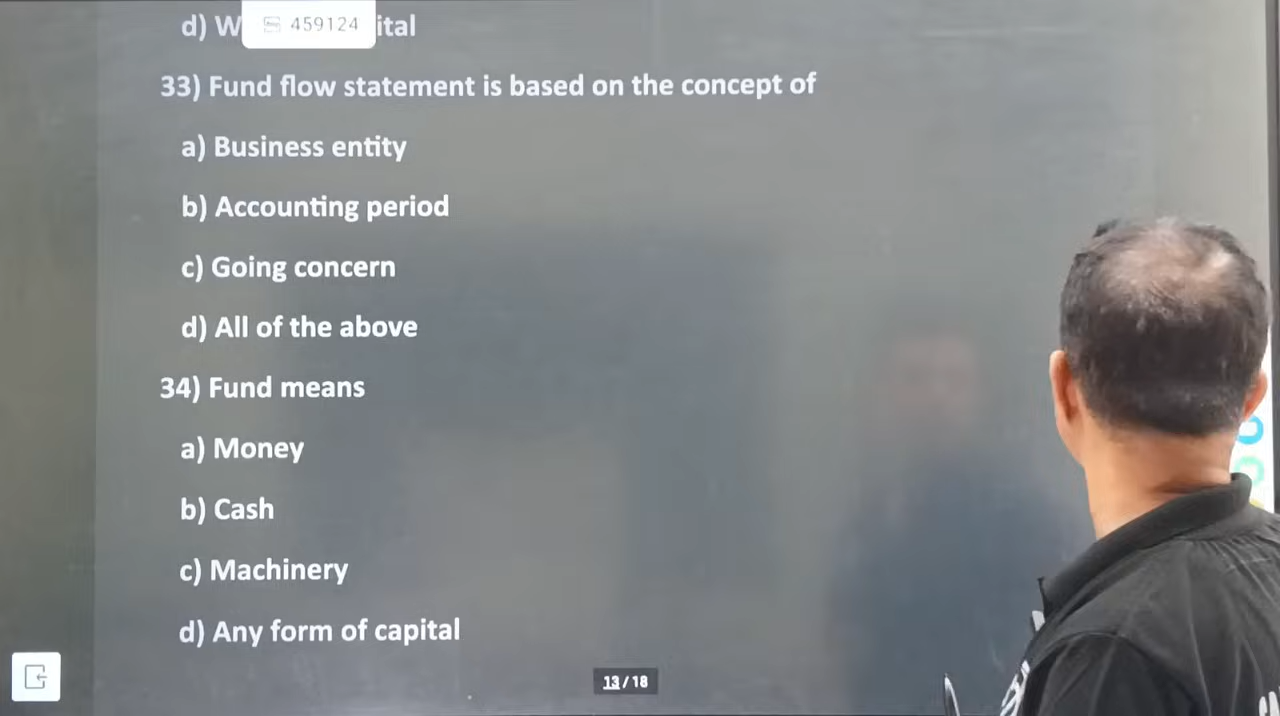 d) W ital
459124
33) Fund flow statement is based on the concept of
a) Business entity
b) Accounting period
c) Going concern
d) All of the above
34) Fund means
a) Money
b) Cash
c) Machinery
d) Any form of capital
13 / 18